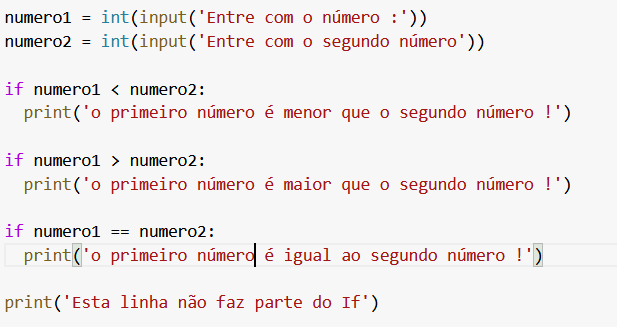 numero1 = int(input('Entre com o número :'))
numero2 = int(input('Entre com o segundo número'))
if numero1 < numero2:
print('o primeiro número é menor que o segundo número !')
if numero1 > numero2:
print('o primeiro número é maior que o segundo número !')
if numero1 == numero2:
print('o primeiro número é igual ao segundo número !')
print('Esta linha não faz parte do If')